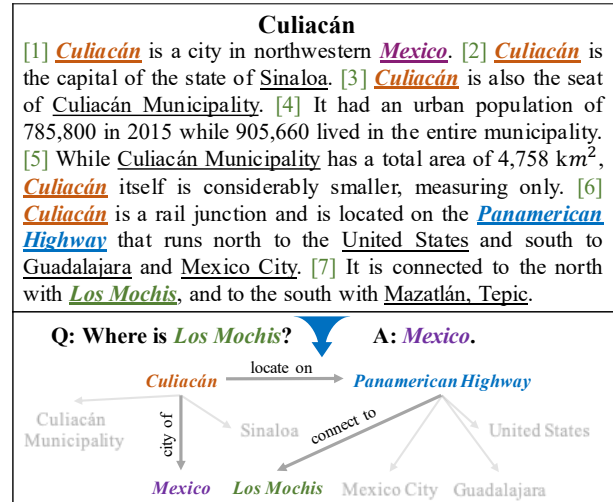 Culiacán
[1] Culiacán is a city in northwestern Mexico. [2] Culiacán is
the capital of the state of Sinaloa. [3] Culiacán is also the seat
of Culiacán Municipality. [4] It had an urban population of
785,800 in 2015 while 905,660 lived in the entire municipality.
[5] While Culiacán Municipality has a total area of 4,758 km²,
Culiacán itself is considerably smaller, measuring only. [6]
Culiacán is a rail junction and is located on the Panamerican
Highway that runs north to the United States and south to
Guadalajara and Mexico City. [7] It is connected to the north
with Los Mochis, and to the south with Mazatlán, Tepic.
Q: Where is Los Mochis? A: Mexico.
Culiacán locate on Panamerican Highway
Culiacán
Municipality
city of
Sinaloa
connect to
United States
Mexico Los Mochis Mexico City Guadalajara